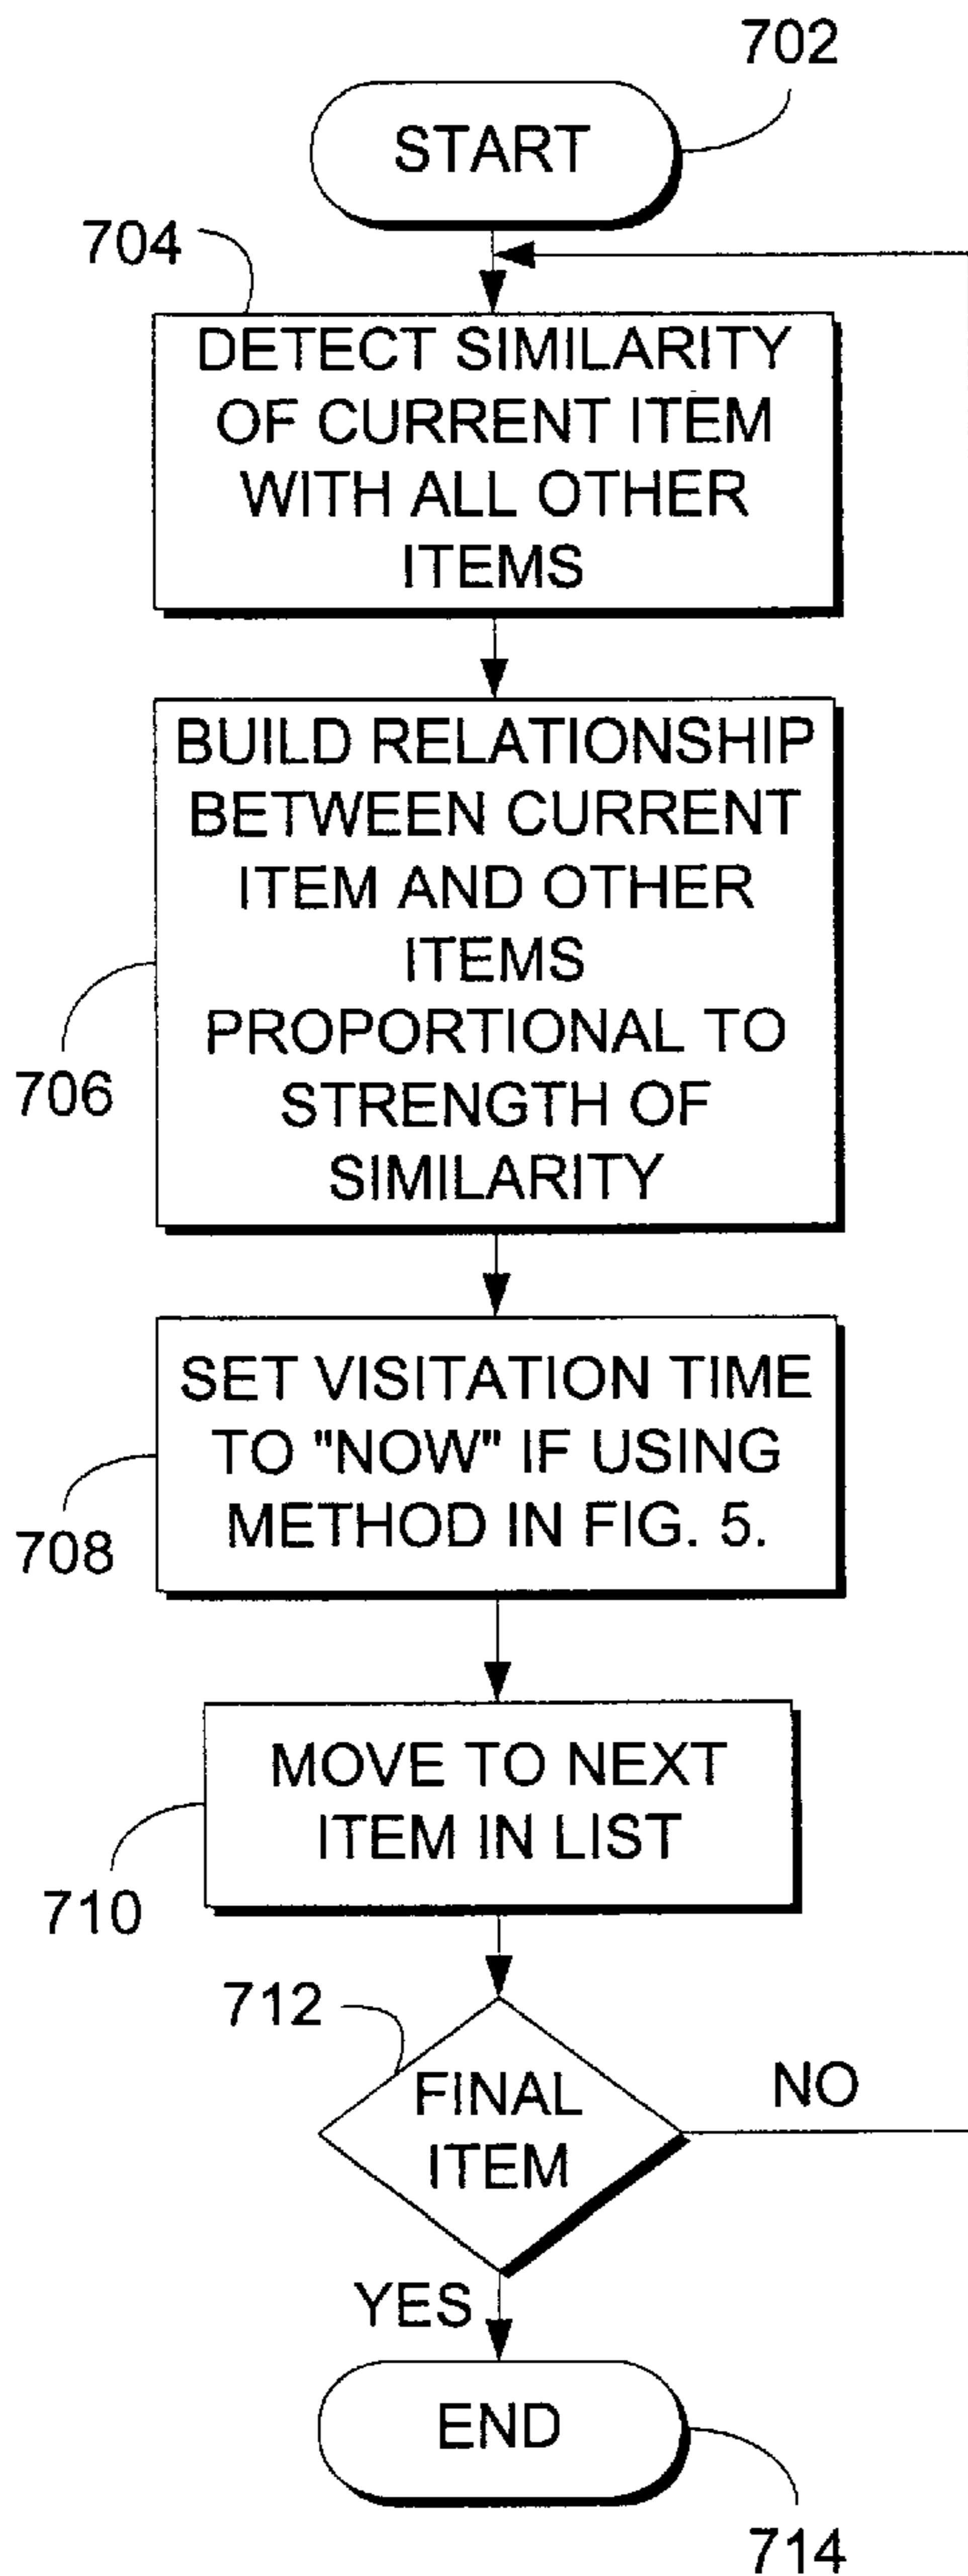 702
START
704
DETECT SIMILARITY
OF CURRENT ITEM
WITH ALL OTHER
ITEMS
BUILD RELATIONSHIP
BETWEEN CURRENT
ITEM AND OTHER
ITEMS
PROPORTIONAL TO
STRENGTH OF
SIMILARITY
706
SET VISITATION TIME
TO "NOW" IF USING
METHOD IN FIG. 5.
708
MOVE TO NEXT
ITEM IN LIST
710
712
FINAL
ITEM
NO
YES
END
714